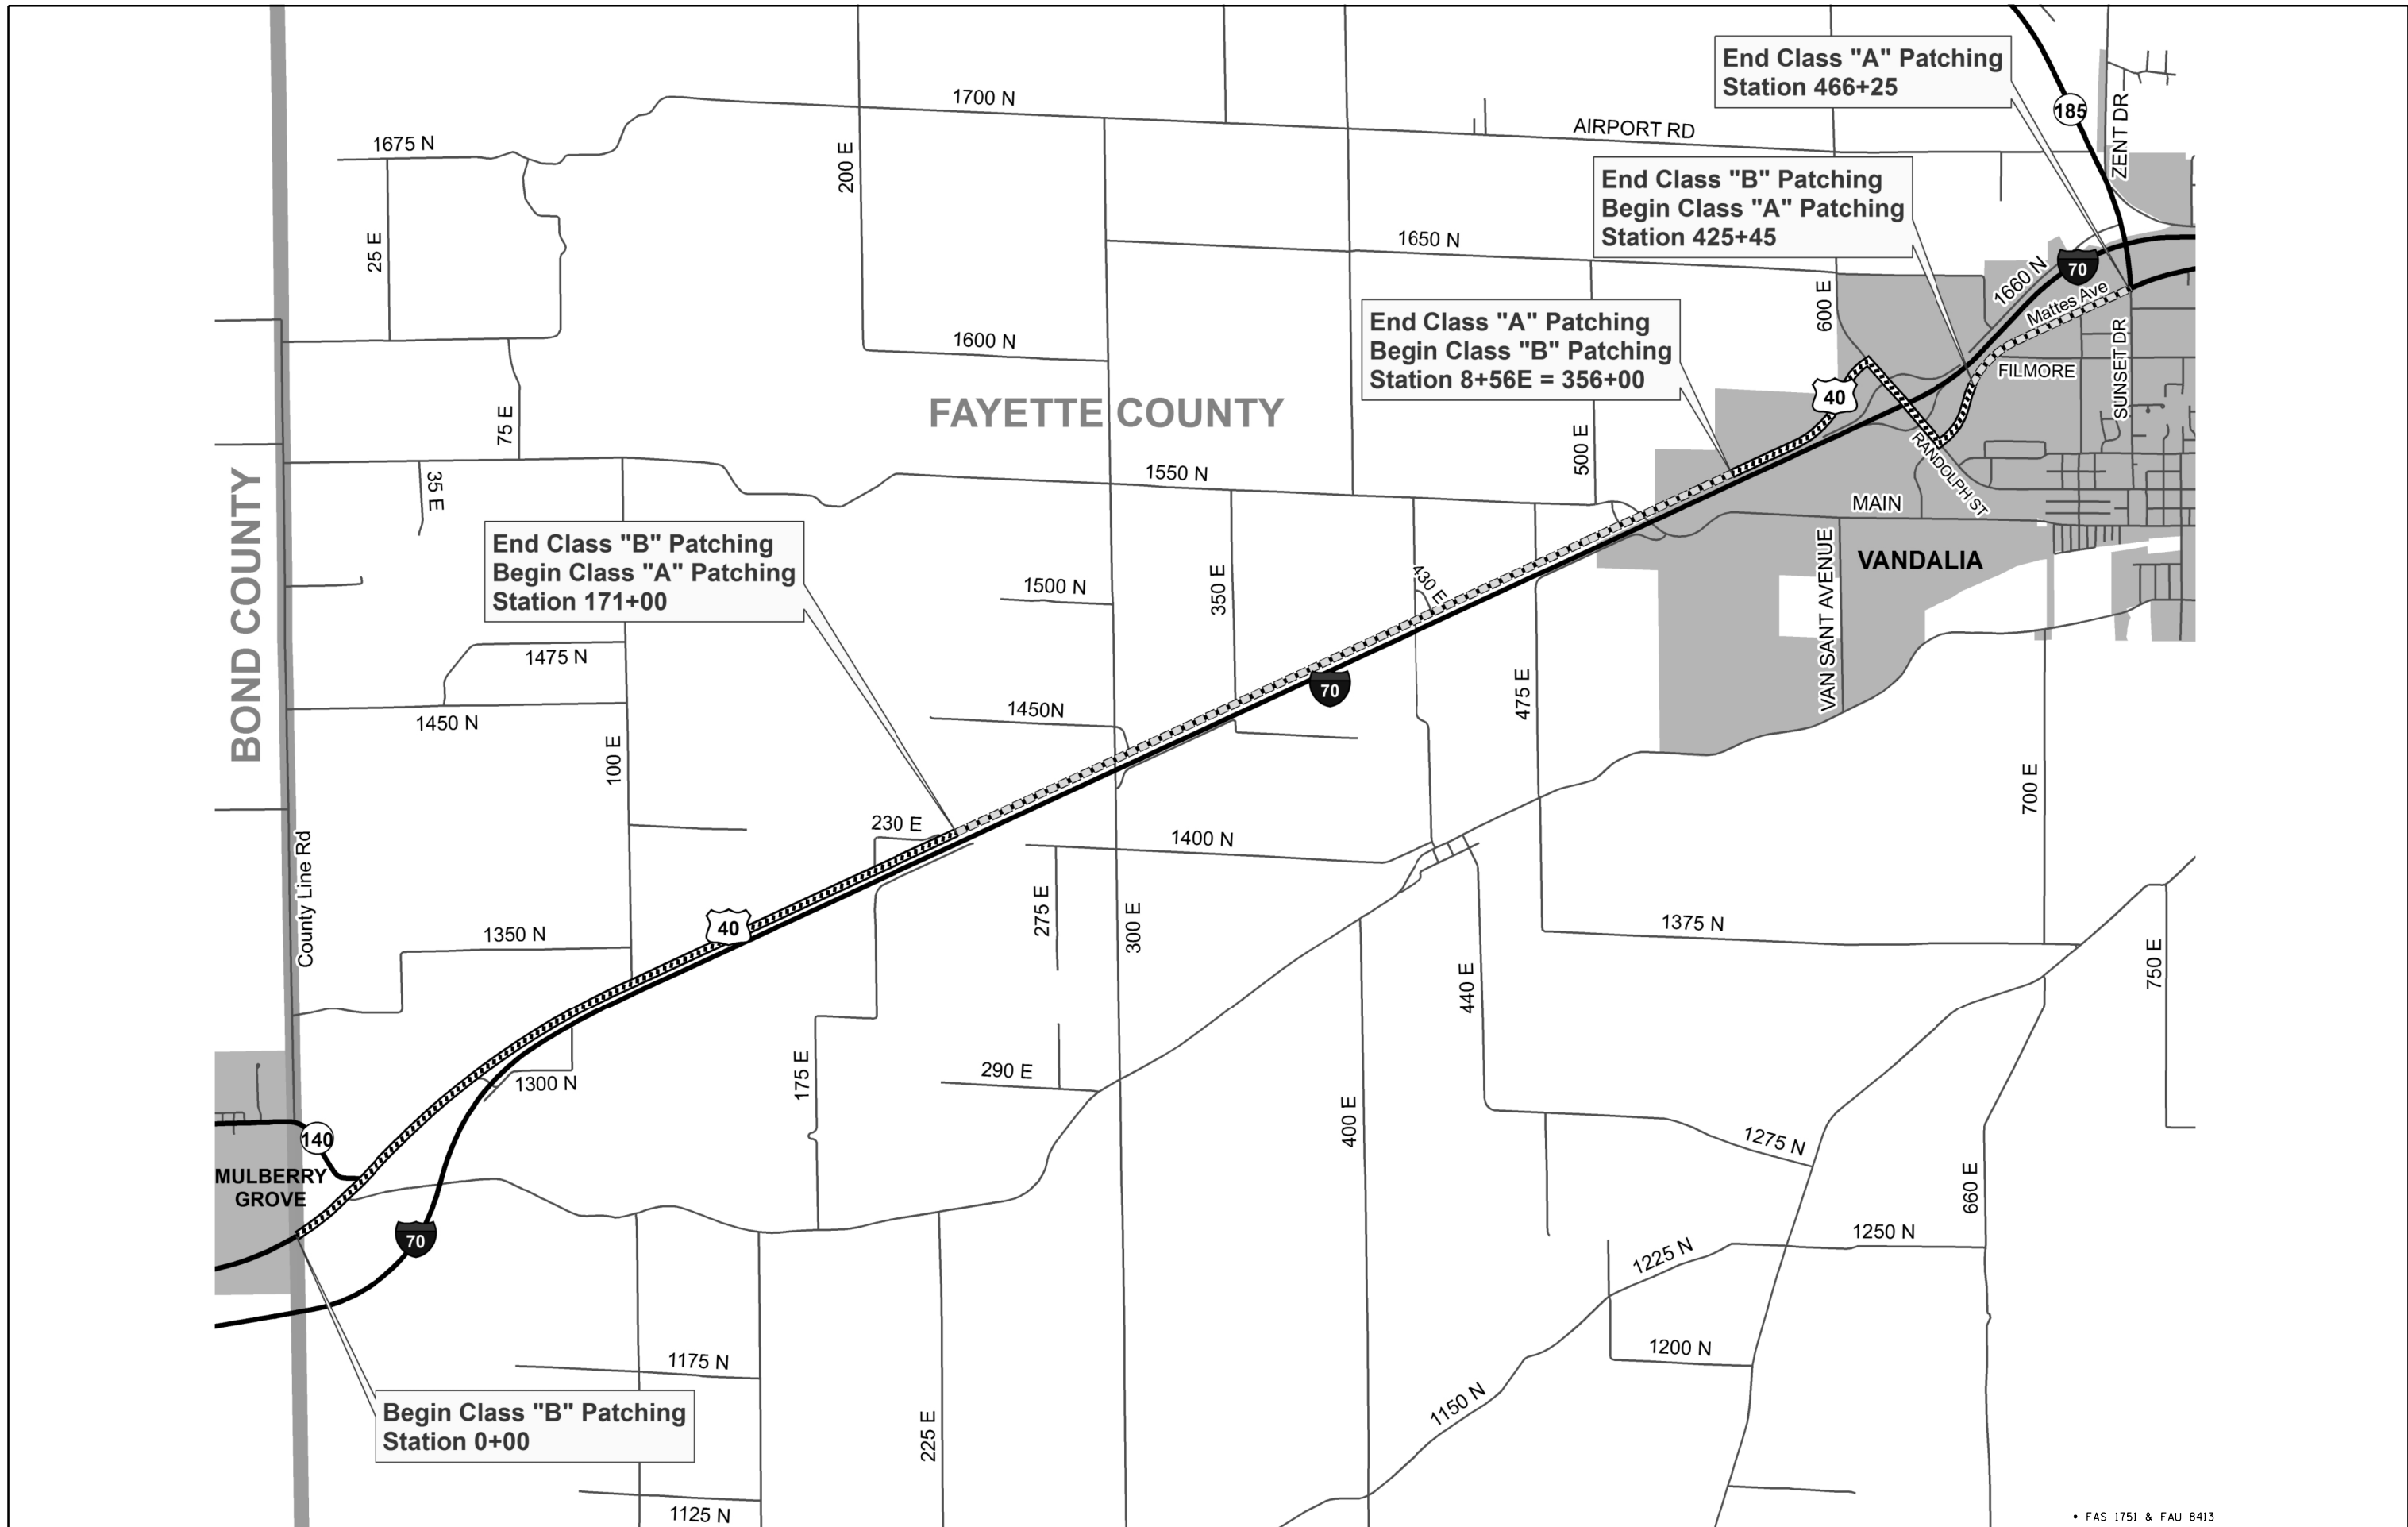 End Class "A" Patching
Station 466+25
185
ZENT DR
1700 N
AIRPORT RD
1675 N
200 E
End Class "B" Patching
Begin Class "A" Patching
Station 425+45
25 E
1650 N
70
1660 N
Mattes Ave
600 E
End Class "A" Patching
Begin Class "B" Patching
Station 8+56E = 356+00
1600 N
SUNSET DR
FILMORE
40
FAYETTE COUNTY
75 E
500 E
RANDOLPH ST
35 E
1550 N
MAIN
BOND COUNTY
End Class "B" Patching
Begin Class "A" Patching
Station 171+00
VAN SANT AVENUE
VANDALIA
1500 N
350 E
430 E
1475 N
70
475 E
1450 N
1450N
100 E
700 E
230 E
1400 N
County Line Rd
275 E
300 E
40
1350 N
1375 N
440 E
750 E
1300 N
175 E
290 E
400 E
140
1275 N
MULBERRY
GROVE
660 E
70
1250 N
1225 N
1175 N
1200 N
Begin Class "B" Patching
Station 0+00
225 E
1150 N
1125 N
• FAS 1751 & FAU 8413